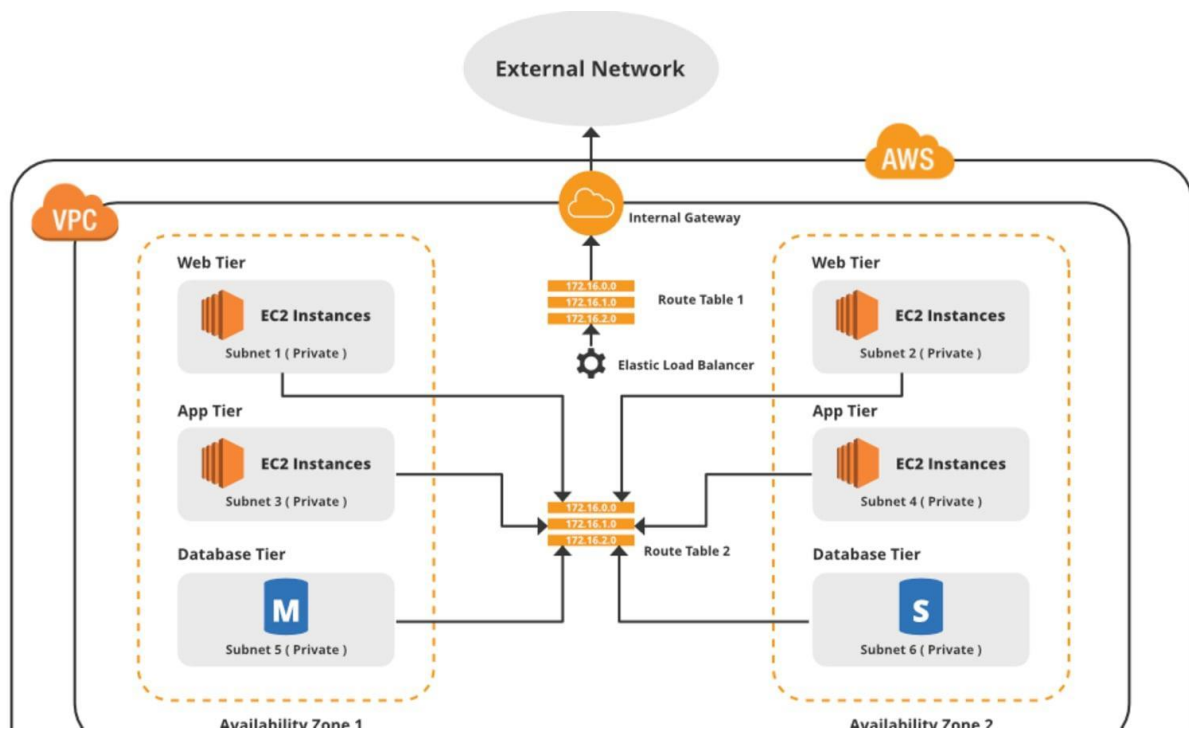 External Network
AWS
VPC
Internal Gateway
Web Tier
EC2 Instances
Subnet 1 ( Private )
172.16.0.0
172.16.1.0
172.16.2.0
Route Table 1
Elastic Load Balancer
Web Tier
EC2 Instances
Subnet 2 ( Private )
App Tier
EC2 Instances
Subnet 3 ( Private )
App Tier
EC2 Instances
Subnet 4 ( Private )
172.16.0.0
172.16.1.0
172.16.2.0
Route Table 2
Database Tier
M
Subnet 5 ( Private )
Database Tier
S
Subnet 6 ( Private )
Availability Zone 1
Availability Zone 2